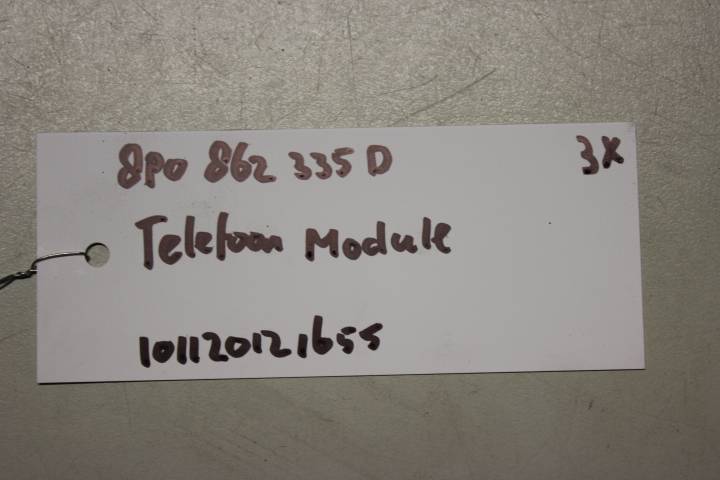 8P0 862 335 D 3X
Telefoon Module
101120121655